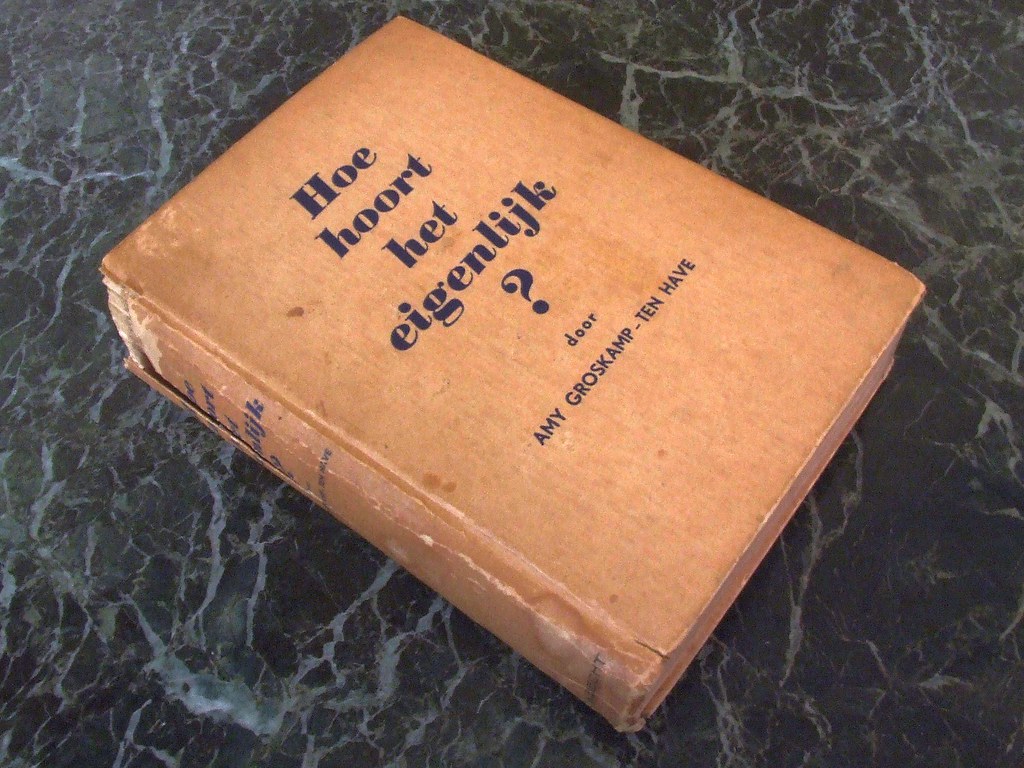 Hoe
hoort
het
eigenlijk
?
door
AMY GROSKAMP-TEN HAVE
?